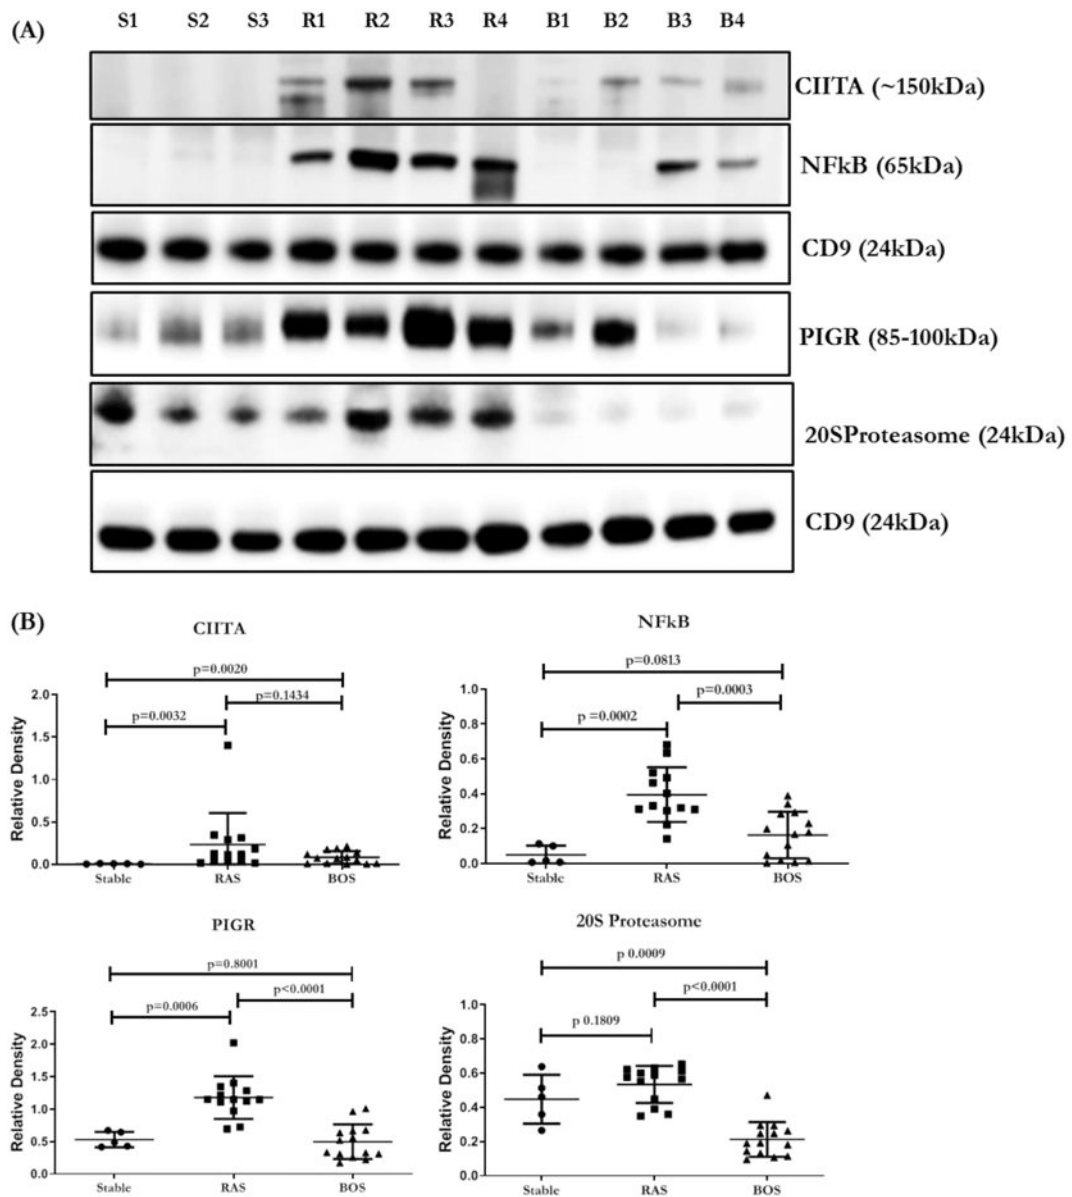 (A) S1 S2 S3 R1 R2 R3 R4 B1 B2 B3 B4
CIITA (~150kDa)
NFkB (65kDa)
CD9 (24kDa)
PIGR (85-100kDa)
20SProteasome (24kDa)
CD9 (24kDa)
(B)
CIITA
p=0.0020
p=0.1434
p=0.0032
Relative Density
2.0
1.5
1.0
0.5
0.0
Stable RAS BOS
NFkB
p=0.0813
p=0.0003
p =0.0002
Relative Density
1.0
0.8
0.6
0.4
0.2
0.0
Stable RAS BOS
PIGR
p=0.8001
p<0.0001
p=0.0006
Relative Density
2.5
2.0
1.5
1.0
0.5
0.0
Stable RAS BOS
20S Proteasome
p 0.0009
p<0.0001
p 0.1809
Relative Density
1.0
0.8
0.6
0.4
0.2
0.0
Stable RAS BOS